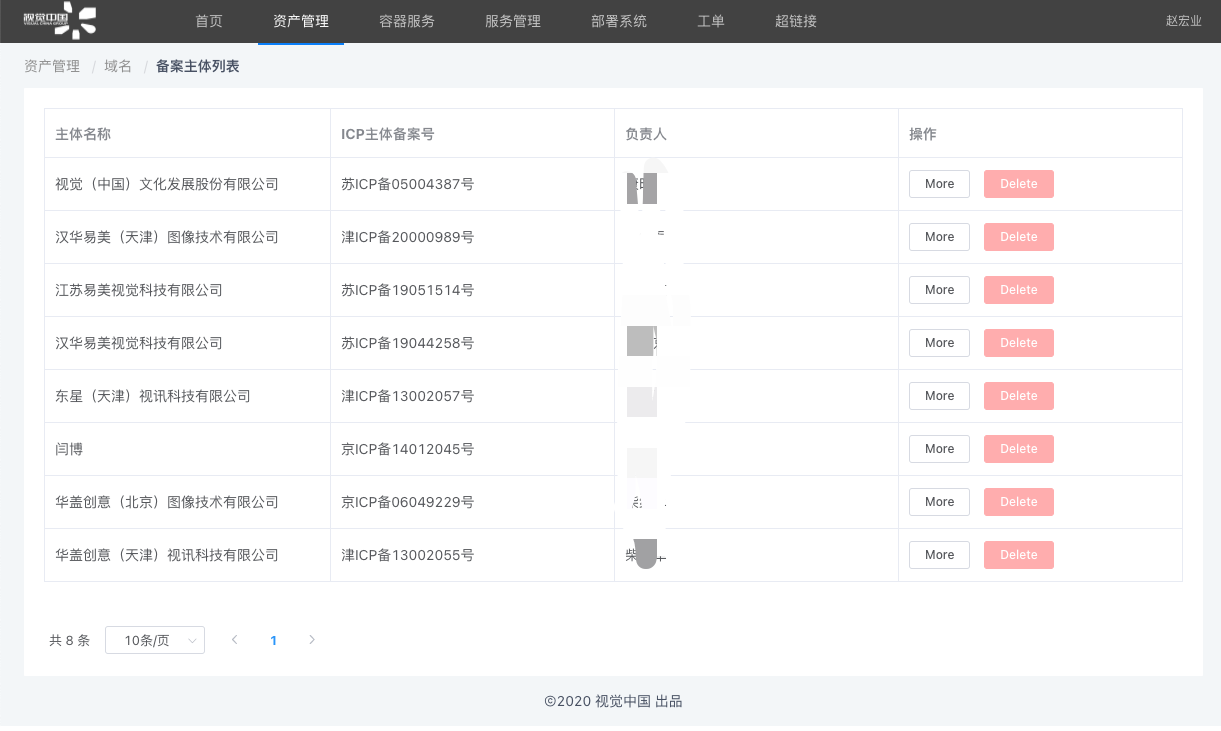 视觉中国
VISUAL CHINA GROUP
首页 资产管理 容器服务 服务管理 部署系统 工单 超链接 赵宏业
资产管理 / 域名 / 备案主体列表
主体名称 ICP主体备案号 负责人 操作
视觉（中国）文化发展股份有限公司 苏ICP备05004387号 More Delete
汉华易美（天津）图像技术有限公司 津ICP备20000989号 More Delete
江苏易美视觉科技有限公司 苏ICP备19051514号 More Delete
汉华易美视觉科技有限公司 苏ICP备19044258号 More Delete
东星（天津）视讯科技有限公司 津ICP备13002057号 More Delete
闫博 京ICP备14012045号 More Delete
华盖创意（北京）图像技术有限公司 京ICP备06049229号 More Delete
华盖创意（天津）视讯科技有限公司 津ICP备13002055号 柴 More Delete
共 8 条 10条/页 1
©2020 视觉中国 出品